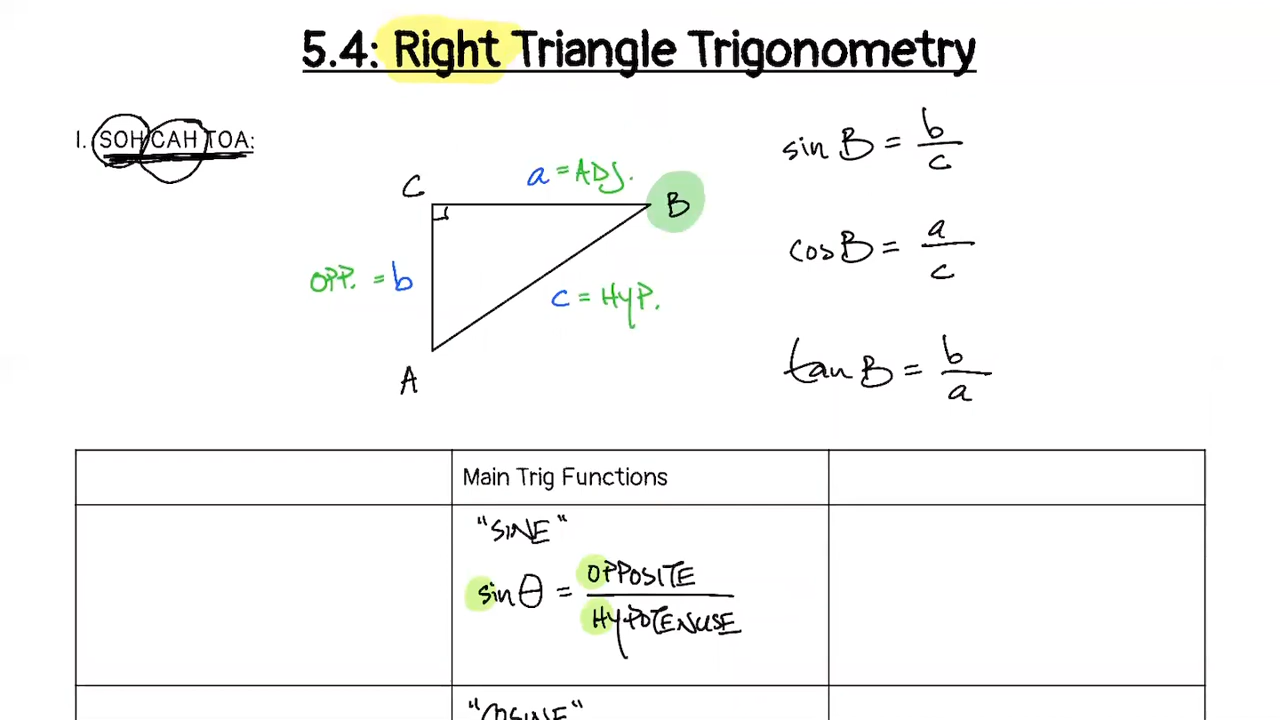 5.4: Right Triangle Trigonometry
I. SOH CAH TOA:
C
a = ADJ.
B
OPP. = b
c = HYP.
A
sin B = b/c
cos B = a/c
tan B = b/a
Main Trig Functions
"SINE"
sin θ = OPPOSITE/HYPOTENUSE
"COSINE"